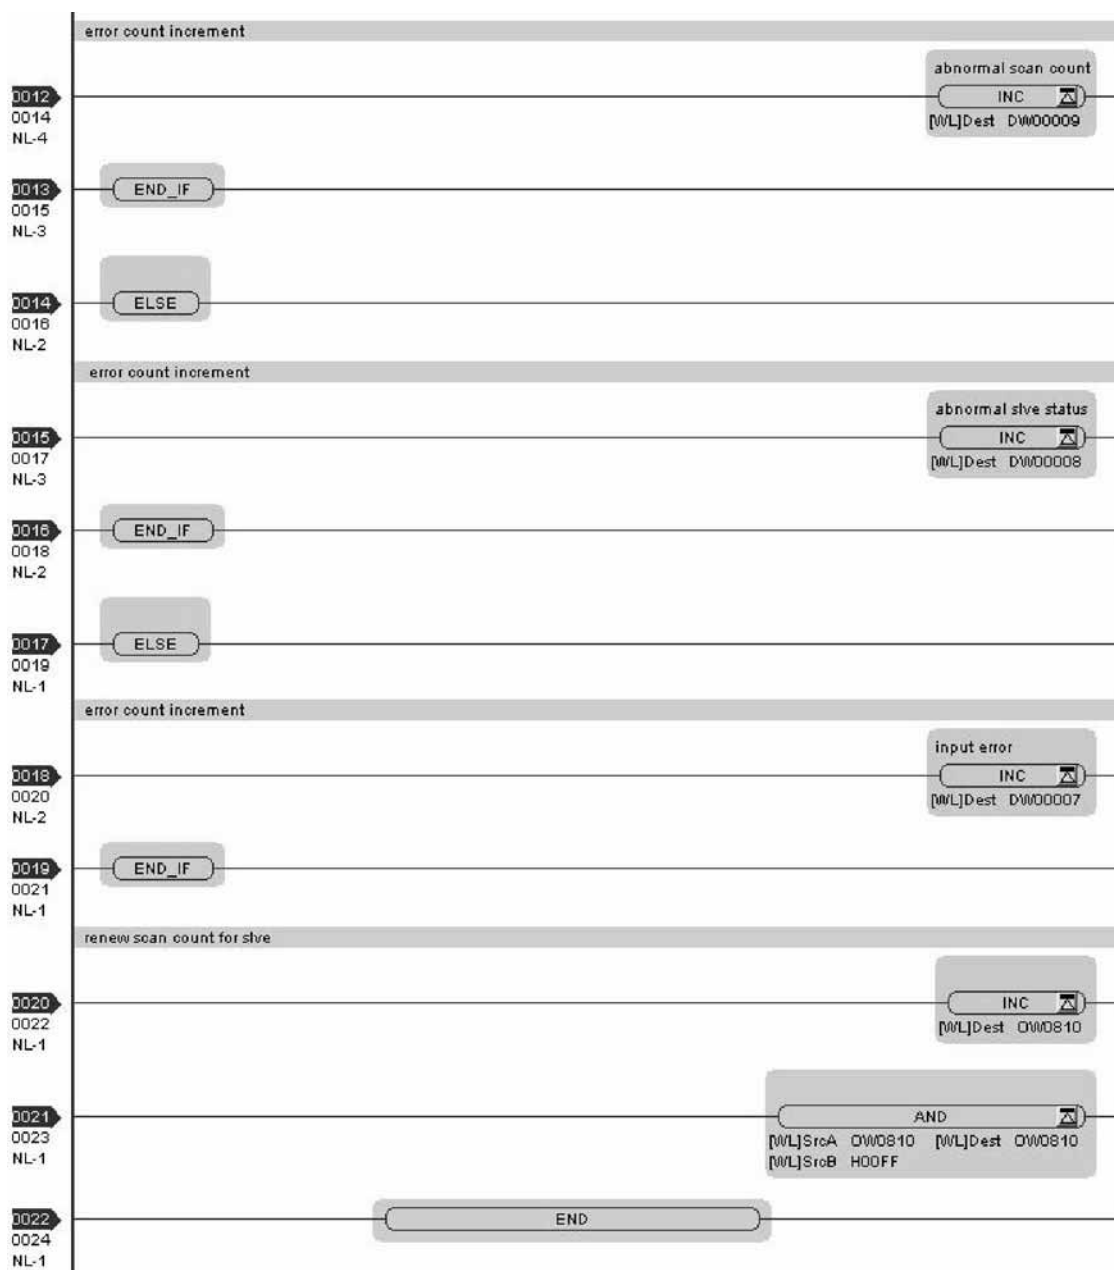 error count increment
abnormal scan count
0012
INC
0014
[WL]Dest DW00009
NL-4
0013
END_IF
0015
NL-3
0014
ELSE
0016
NL-2
error count increment
abnormal slve status
0015
INC
0017
[WL]Dest DW00008
NL-3
0016
END_IF
0018
NL-2
0017
ELSE
0019
NL-1
error count increment
input error
0018
INC
0020
[WL]Dest DW00007
NL-2
0019
END_IF
0021
NL-1
renew scan count for slve
0020
INC
0022
[WL]Dest OW0810
NL-1
0021
AND
0023
[WL]SrcA OW0810 [WL]Dest OW0810
NL-1
[WL]SrcB H00FF
0022
END
0024
NL-1